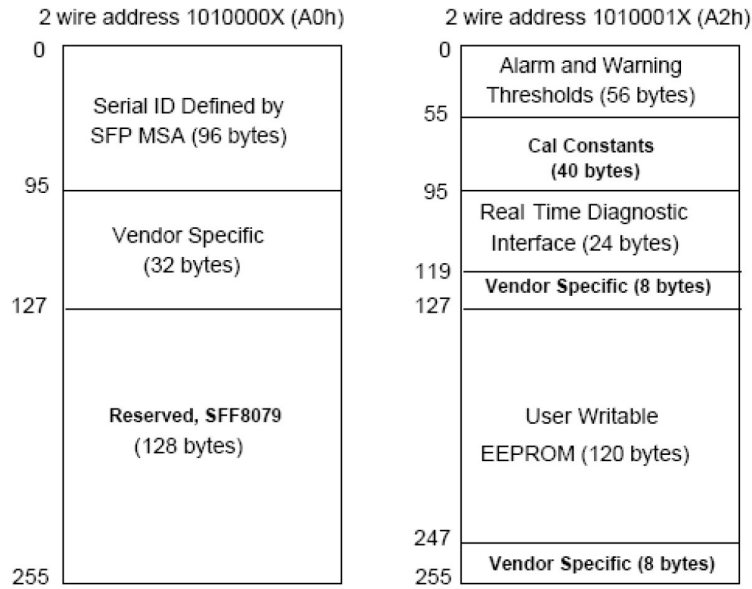 2 wire address 1010000X (A0h)
0
Serial ID Defined by
SFP MSA (96 bytes)
95
Vendor Specific
(32 bytes)
127
Reserved, SFF8079
(128 bytes)
255
2 wire address 1010001X (A2h)
0
Alarm and Warning
Thresholds (56 bytes)
55
Cal Constants
(40 bytes)
95
Real Time Diagnostic
Interface (24 bytes)
119
Vendor Specific (8 bytes)
127
User Writable
EEPROM (120 bytes)
247
Vendor Specific (8 bytes)
255